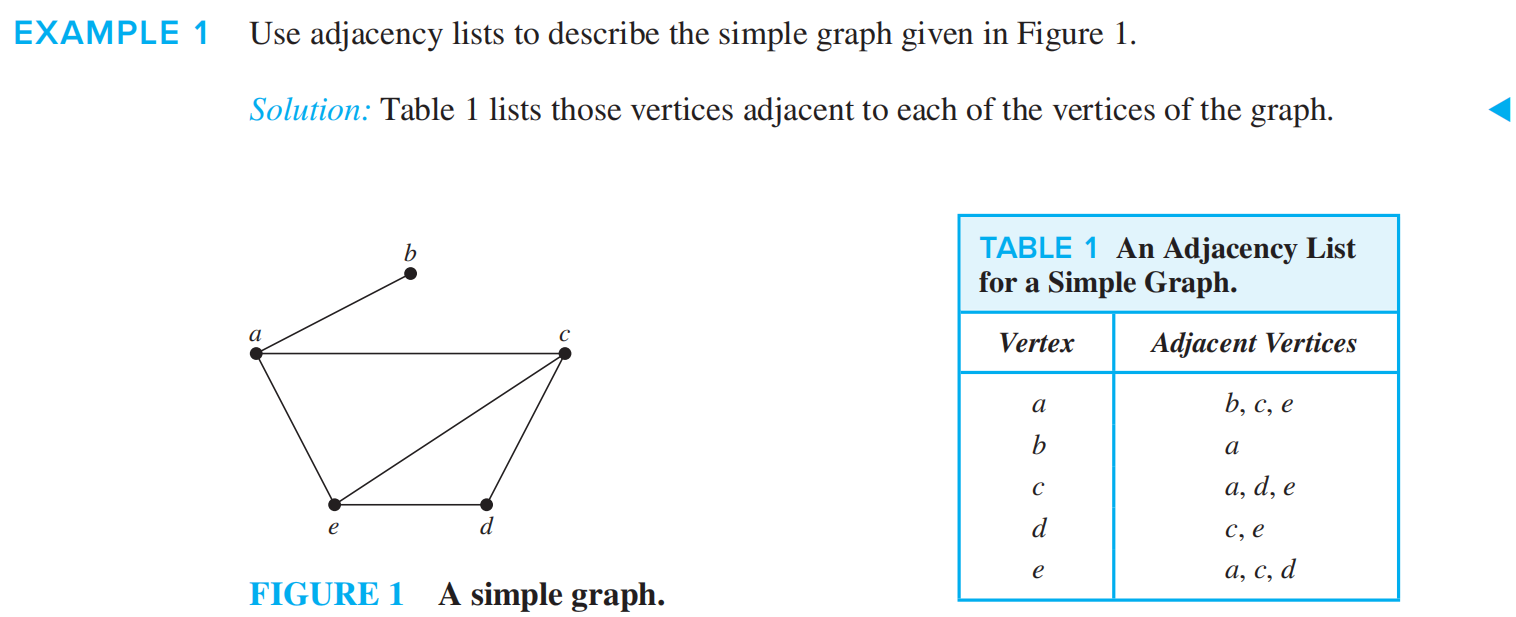 EXAMPLE 1 Use adjacency lists to describe the simple graph given in Figure 1.
Solution: Table 1 lists those vertices adjacent to each of the vertices of the graph.
b
a
c
e
d
FIGURE 1 A simple graph.
TABLE 1 An Adjacency List
for a Simple Graph.
Vertex Adjacent Vertices
a b, c, e
b a
c a, d, e
d c, e
e a, c, d